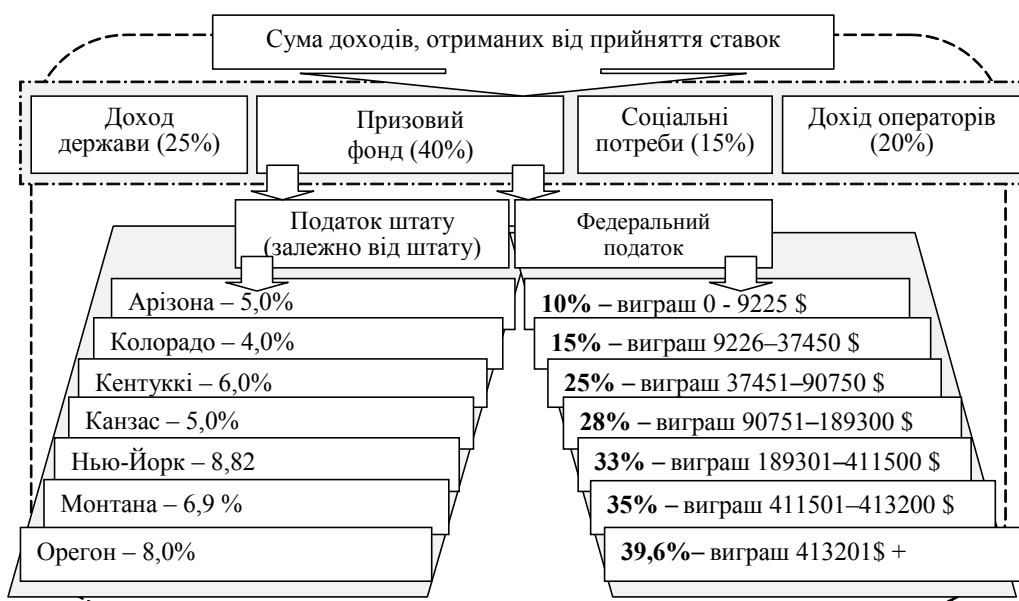 Сума доходів, отриманих від прийняття ставок
Доход
держави (25%)
Призовий
фонд (40%)
Соціальні
потреби (15%)
Дохід операторів
(20%)
Податок штату
(залежно від штату)
Федеральний
податок
Арізона – 5,0%
Колорадо – 4,0%
Кентуккі – 6,0%
Канзас – 5,0%
Нью-Йорк – 8,82
Монтана – 6,9 %
Орегон – 8,0%
10% – виграш 0 - 9225 $
15% – виграш 9226–37450 $
25% – виграш 37451–90750 $
28% – виграш 90751–189300 $
33% – виграш 189301–411500 $
35% – виграш 411501–413200 $
39,6%– виграш 413201$ +